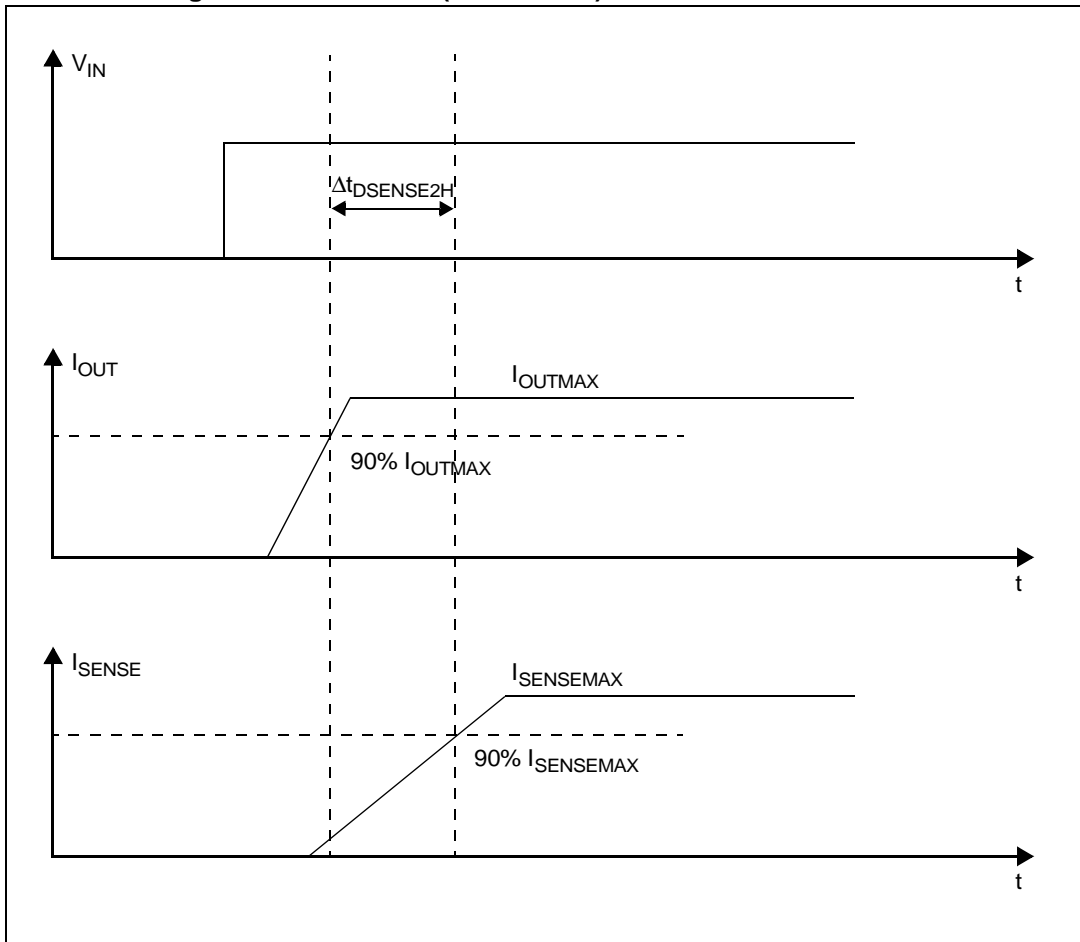 V_IN
Δt_DSENSE2H
t
I_OUT
I_OUTMAX
90% I_OUTMAX
t
I_SENSE
I_SENSEMAX
90% I_SENSEMAX
t